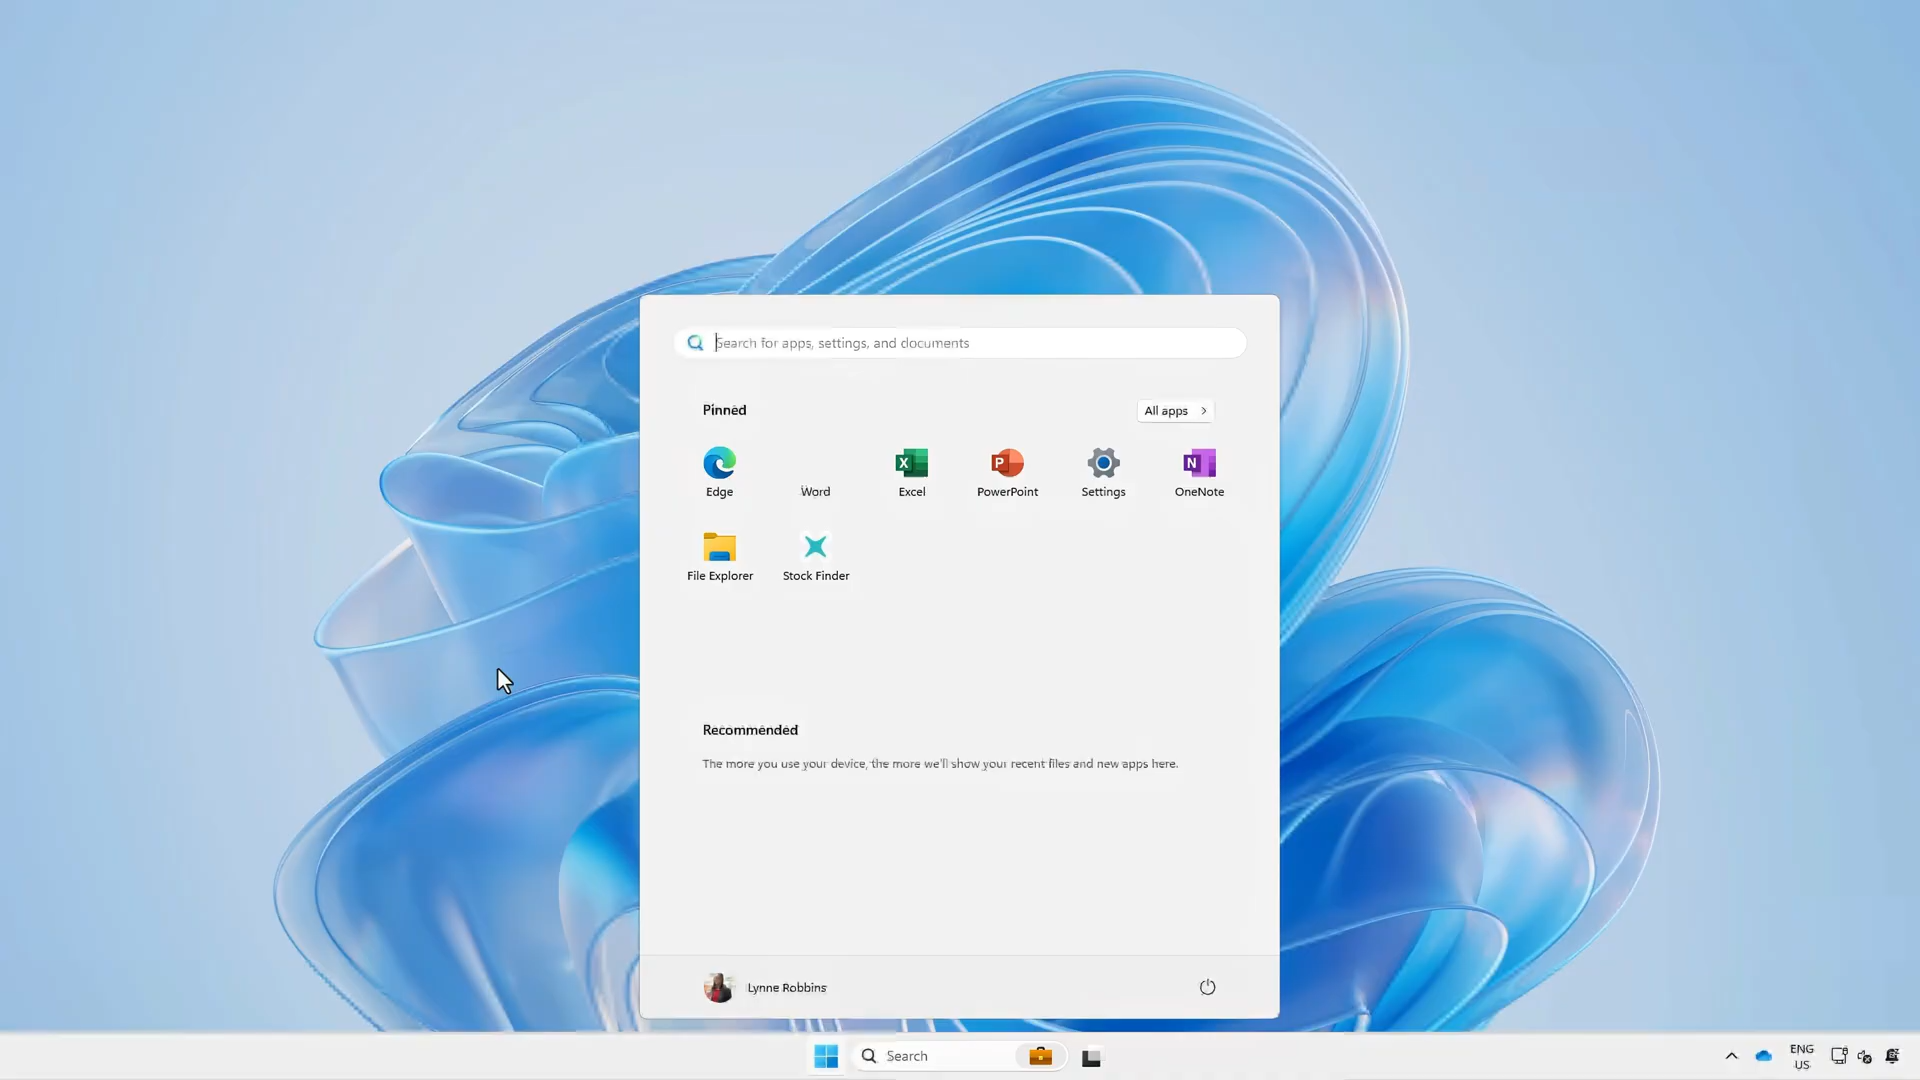 Search for apps, settings, and documents
Pinned
All apps
Edge
Word
Excel
PowerPoint
Settings
OneNote
File Explorer
Stock Finder
Recommended
The more you use your device, the more we'll show your recent files and new apps here.
Lynne Robbins
Search
ENG
US